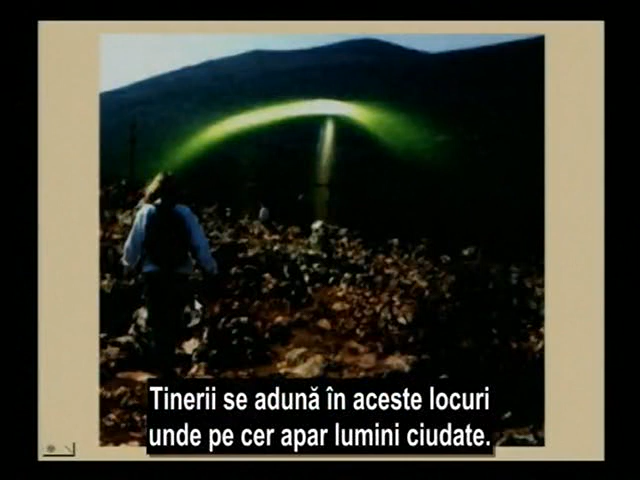 Tinerii se adună în aceste locuri
unde pe cer apar lumini ciudate.